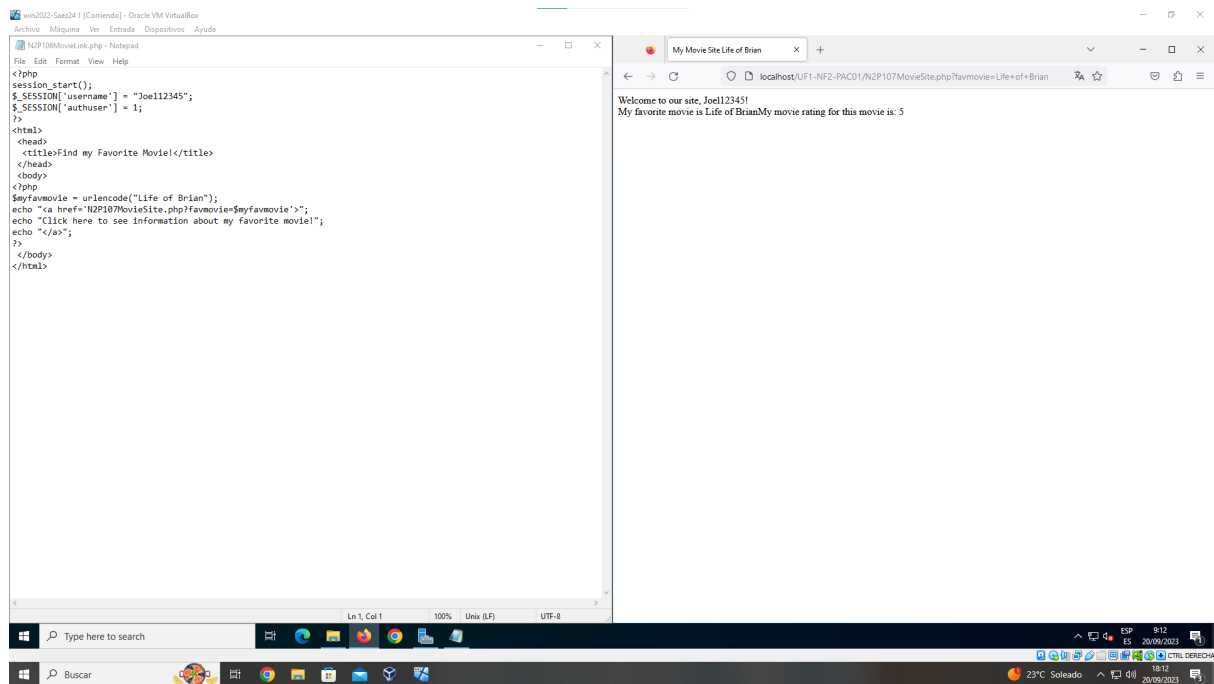 win2022-Saez24 1 [Corriendo] - Oracle VM VirtualBox
Archivo Máquina Ver Entrada Dispositivos Ayuda
N2P106MovieLink.php - Notepad
File Edit Format View Help
<?php
session_start();
$_SESSION['username'] = "Joel12345";
$_SESSION['authuser'] = 1;
?>
<html>
<head>
<title>Find my Favorite Movie!</title>
</head>
<body>
<?php
$myfavmovie = urlencode("Life of Brian");
echo "<a href='N2P107MovieSite.php?favmovie=$myfavmovie'>";
echo "Click here to see information about my favorite movie!";
echo "</a>";
?>
</body>
</html>
Ln 1, Col 1 100% Unix (LF) UTF-8
My Movie Site Life of Brian
localhost/UF1-NF2-PAC01/N2P107MovieSite.php?favmovie=Life+of+Brian
Welcome to our site, Joel12345!
My favorite movie is Life of BrianMy movie rating for this movie is: 5
Type here to search
ESP
ES
9:12
20/09/2023
CTRL DERECHA
Buscar
23°C Soleado
18:12
20/09/2023